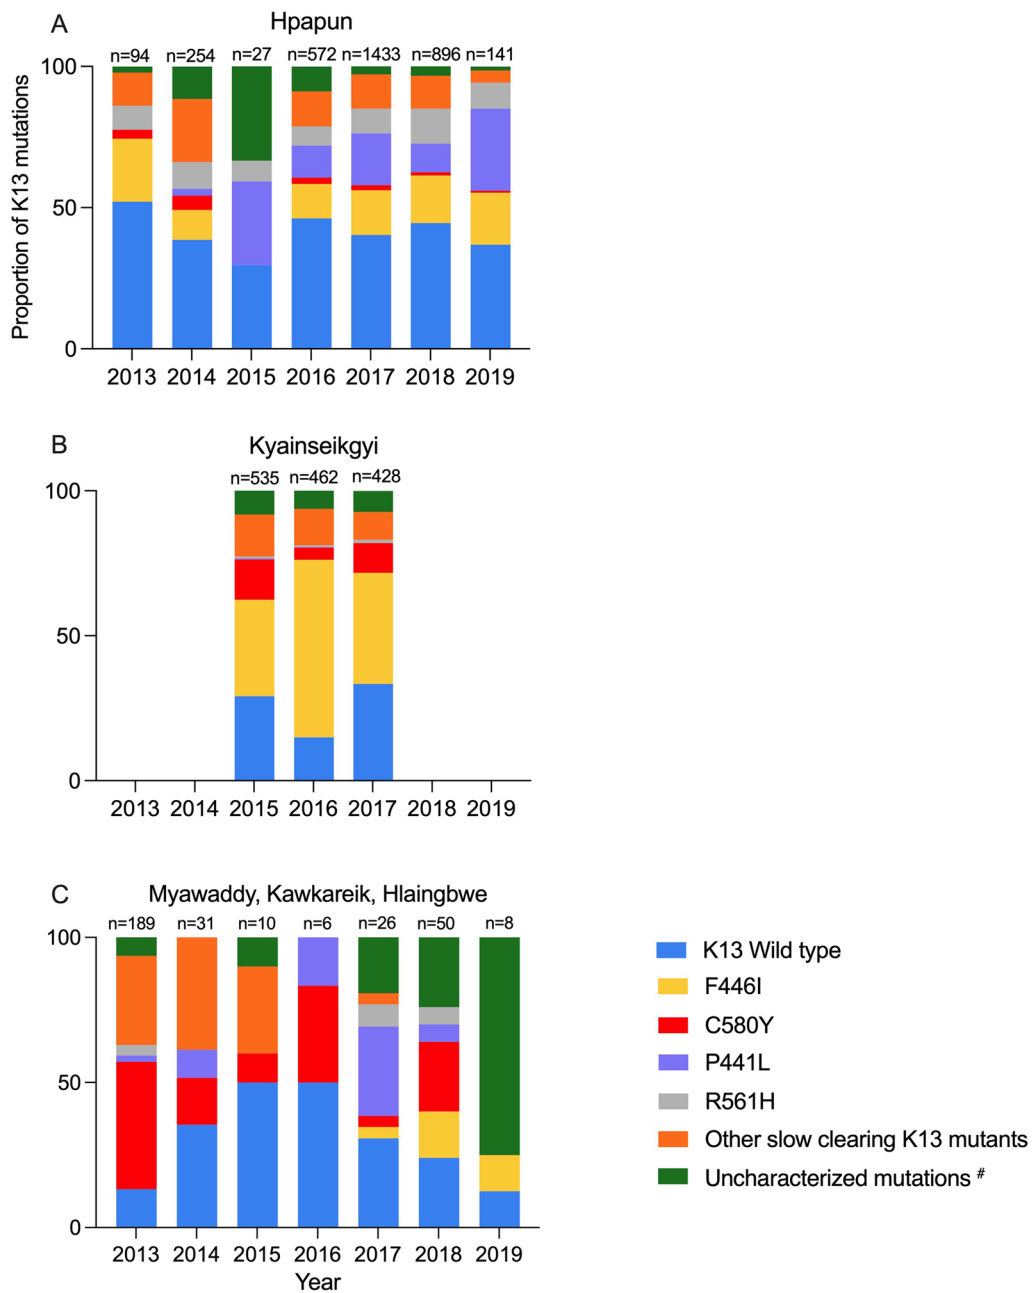 A
Hpapun
n=94 n=254 n=27 n=572 n=1433 n=896 n=141
Proportion of K13 mutations
100
50
0
2013 2014 2015 2016 2017 2018 2019
B
Kyainseikgyi
n=535 n=462 n=428
100
50
0
2013 2014 2015 2016 2017 2018 2019
C
Myawaddy, Kawkareik, Hlaingbwe
n=189 n=31 n=10 n=6 n=26 n=50 n=8
100
50
0
2013 2014 2015 2016 2017 2018 2019
Year
K13 Wild type
F446I
C580Y
P441L
R561H
Other slow clearing K13 mutants
Uncharacterized mutations #